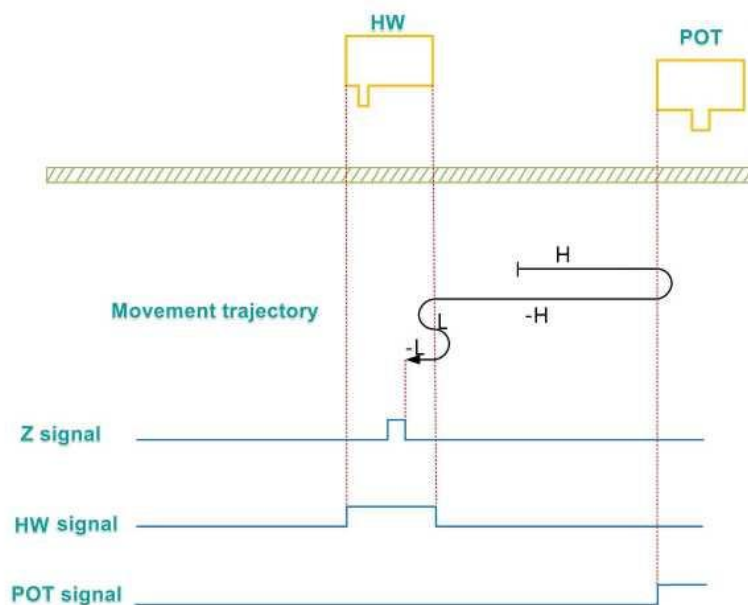 HW
POT
H
Movement trajectory
-H
L
-L
Z signal
HW signal
POT signal